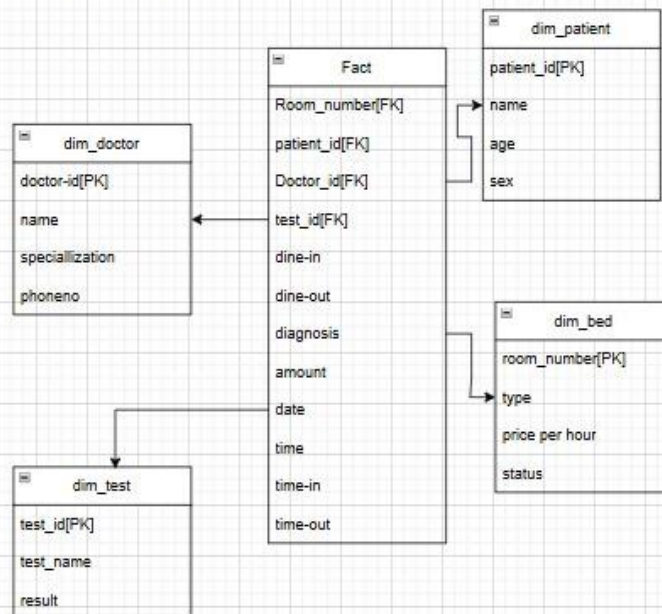 dim_patient
patient_id[PK]
name
age
sex
Fact
Room_number[FK]
patient_id[FK]
Doctor_id[FK]
test_id[FK]
dine-in
dine-out
diagnosis
amount
date
time
time-in
time-out
dim_doctor
doctor-id[PK]
name
speciallization
phoneno
dim_bed
room_number[PK]
type
price per hour
status
dim_test
test_id[PK]
test_name
result